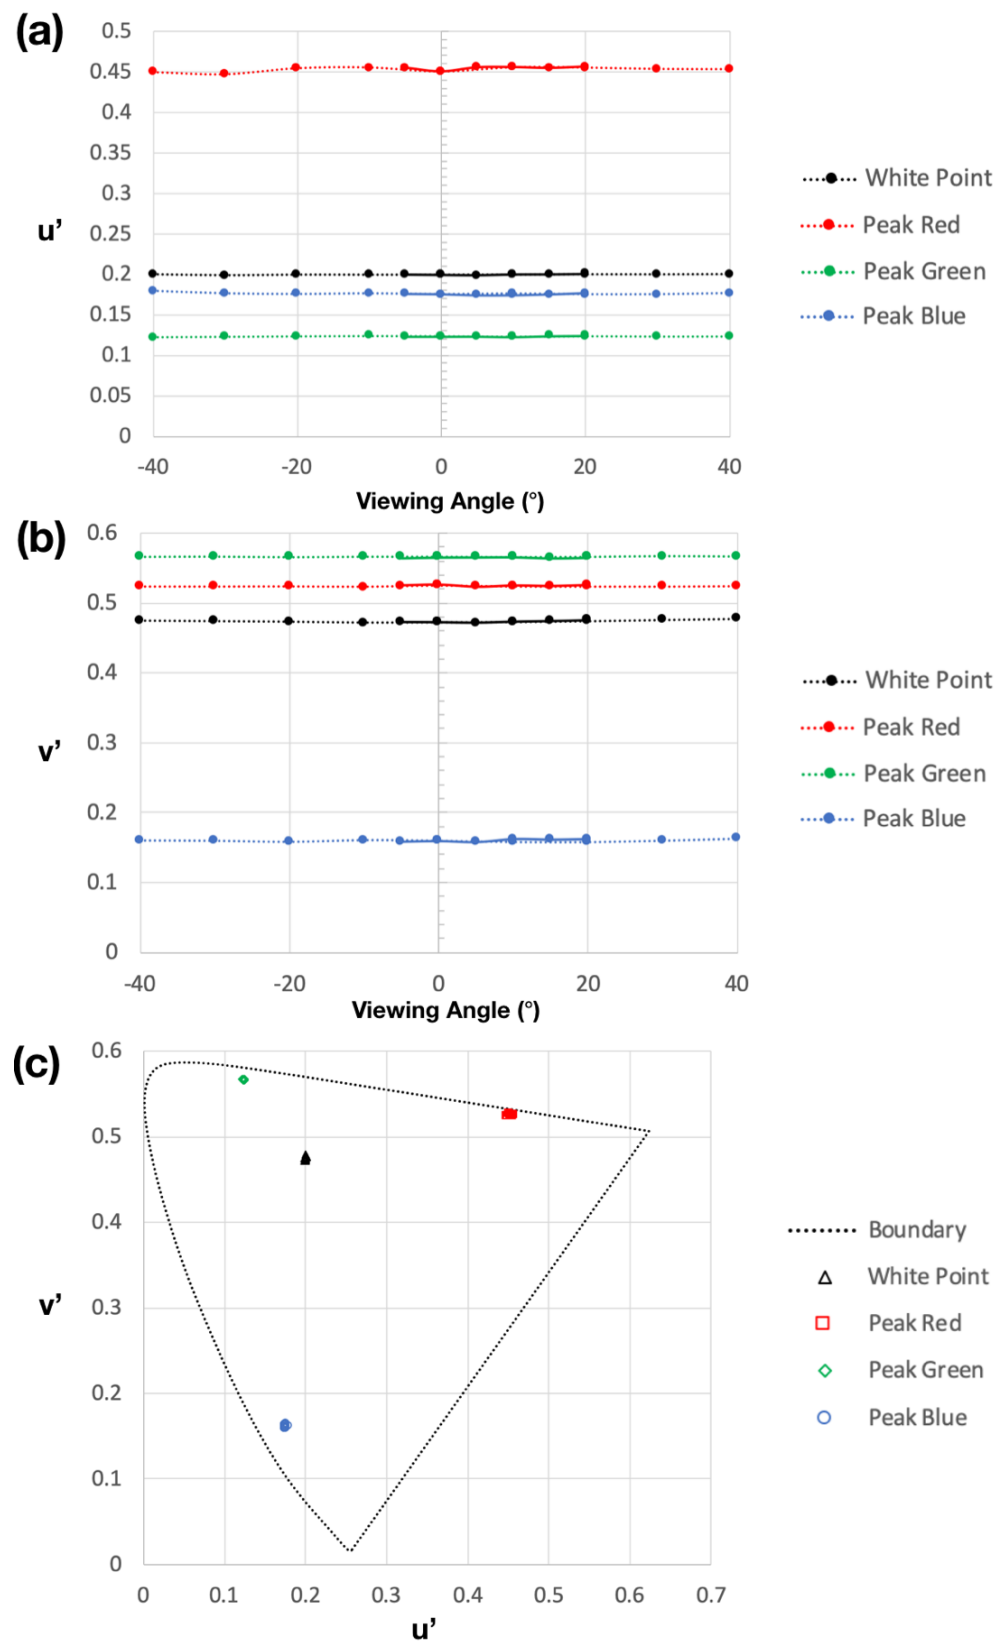 (a)
0.5
0.45
0.4
0.35
0.3
0.25
0.2
0.15
0.1
0.05
0
u'
-40 -20 0 20 40
Viewing Angle (°)
White Point
Peak Red
Peak Green
Peak Blue
(b)
0.6
0.5
0.4
0.3
0.2
0.1
0
v'
-40 -20 0 20 40
Viewing Angle (°)
White Point
Peak Red
Peak Green
Peak Blue
(c)
0.6
0.5
0.4
0.3
0.2
0.1
0
v'
0 0.1 0.2 0.3 0.4 0.5 0.6 0.7
u'
Boundary
White Point
Peak Red
Peak Green
Peak Blue